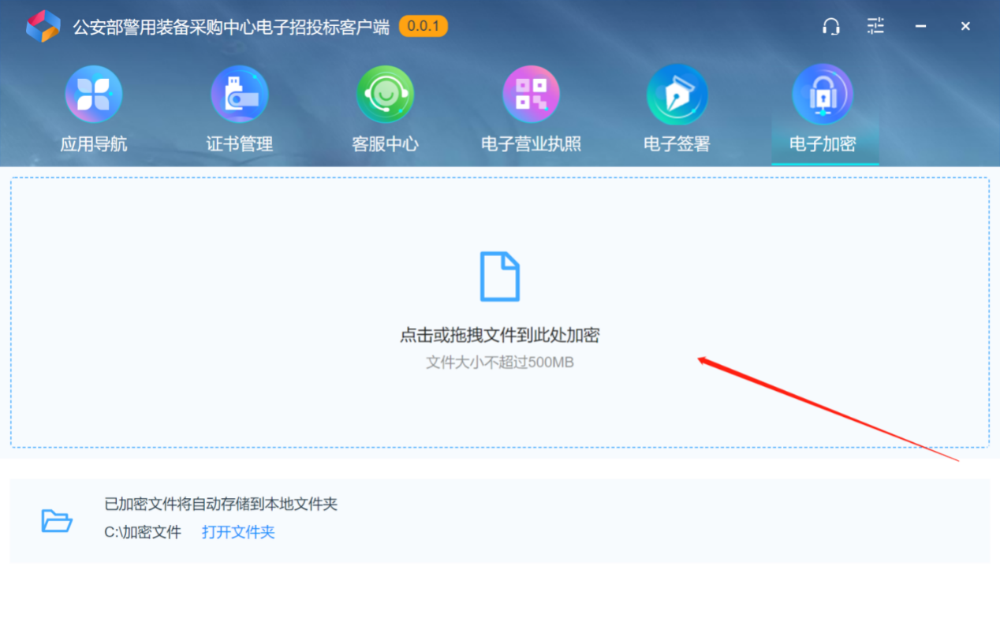 公安部警用装备采购中心电子招投标客户端 0.0.1
应用导航 证书管理 客服中心 电子营业执照 电子签署 电子加密
点击或拖拽文件到此处加密
文件大小不超过500MB
已加密文件将自动存储到本地文件夹
C:\加密文件 打开文件夹